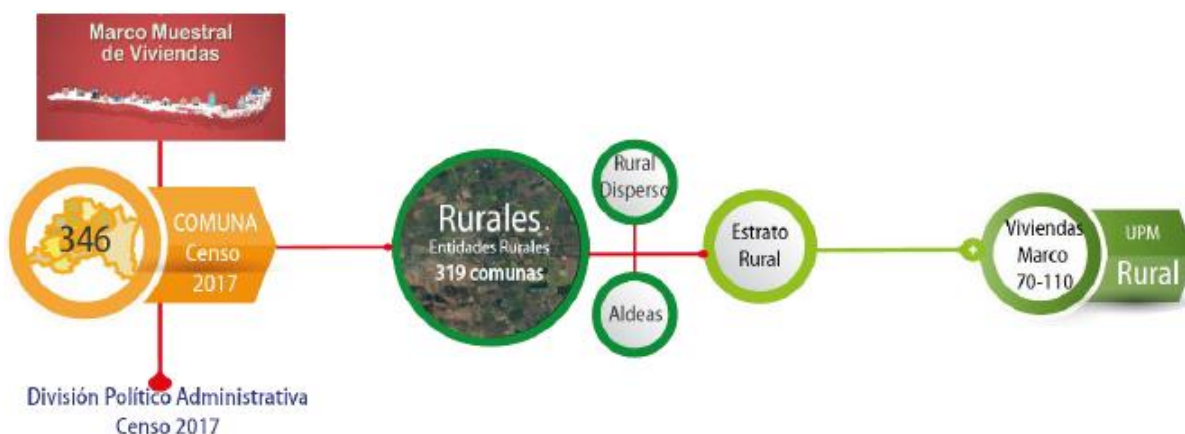 Marco Muestral
de Viviendas
346
COMUNA
Censo
2017
División Político Administrativa
Censo 2017
Rurales.
Entidades Rurales
319 comunas
Rural
Disperso
Aldeas
Estrato
Rural
+
Viviendas
Marco
70-110
UPM
Rural